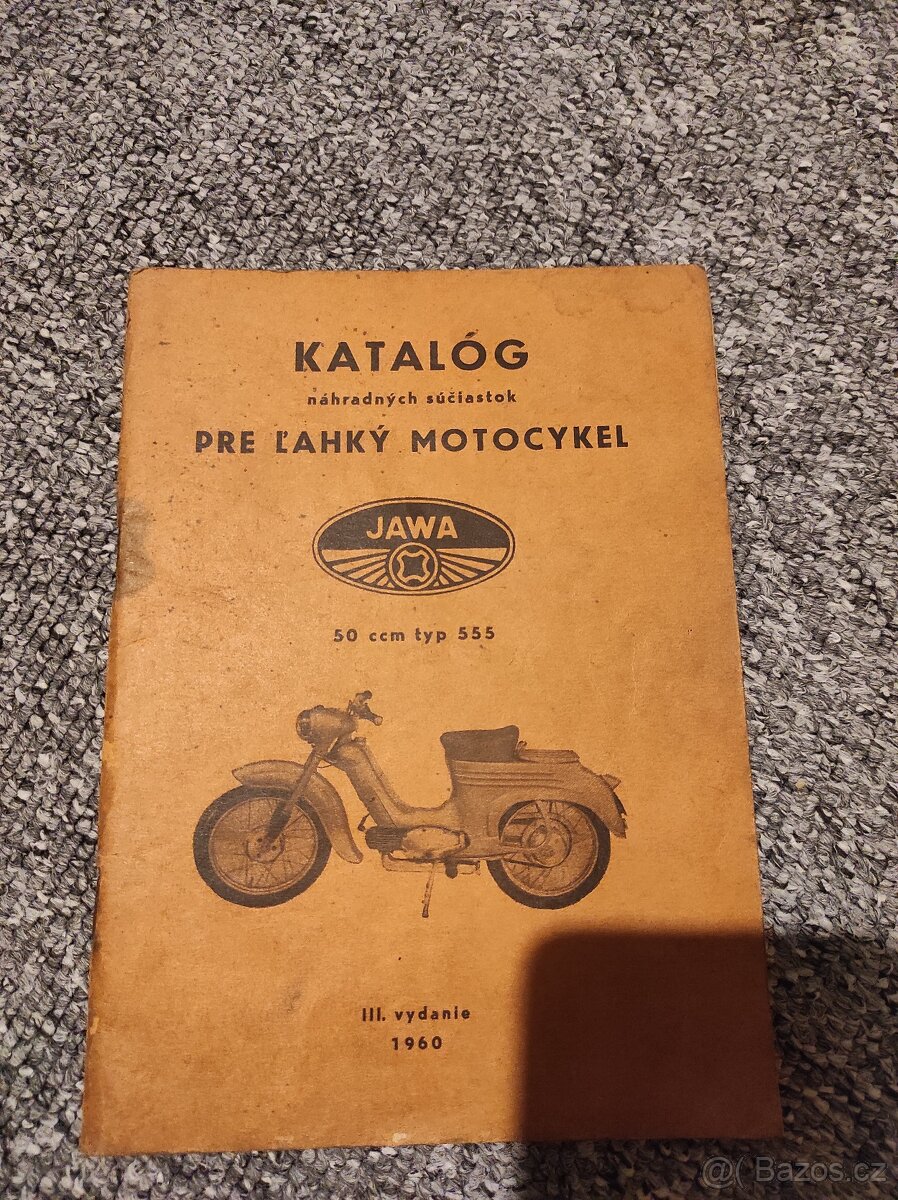 KATALÓG
náhradných súčiastok
PRE ĽAHKÝ MOTOCYKEL
JAWA
50 ccm typ 555
III. vydanie
1960
@( Bazos.cz